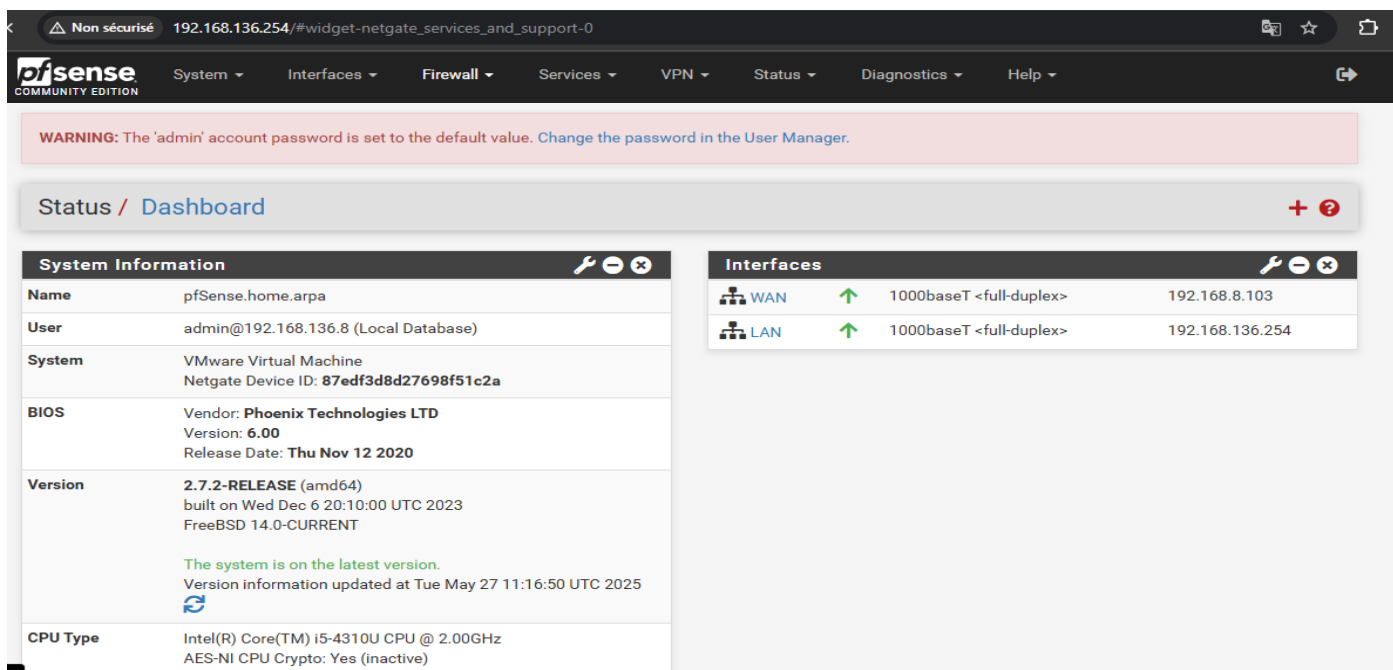 Non sécurisé 192.168.136.254/#widget-netgate_services_and_support-0
pfsense
COMMUNITY EDITION
System Interfaces Firewall Services VPN Status Diagnostics Help
WARNING: The 'admin' account password is set to the default value. Change the password in the User Manager.
Status / Dashboard
System Information
Name pfSense.home.arpa
User admin@192.168.136.8 (Local Database)
System VMware Virtual Machine
Netgate Device ID: 87edf3d8d27698f51c2a
BIOS Vendor: Phoenix Technologies LTD
Version: 6.00
Release Date: Thu Nov 12 2020
Version 2.7.2-RELEASE (amd64)
built on Wed Dec 6 20:10:00 UTC 2023
FreeBSD 14.0-CURRENT
The system is on the latest version.
Version information updated at Tue May 27 11:16:50 UTC 2025
CPU Type Intel(R) Core(TM) i5-4310U CPU @ 2.00GHz
AES-NI CPU Crypto: Yes (inactive)
Interfaces
WAN 1000baseT <full-duplex> 192.168.8.103
LAN 1000baseT <full-duplex> 192.168.136.254